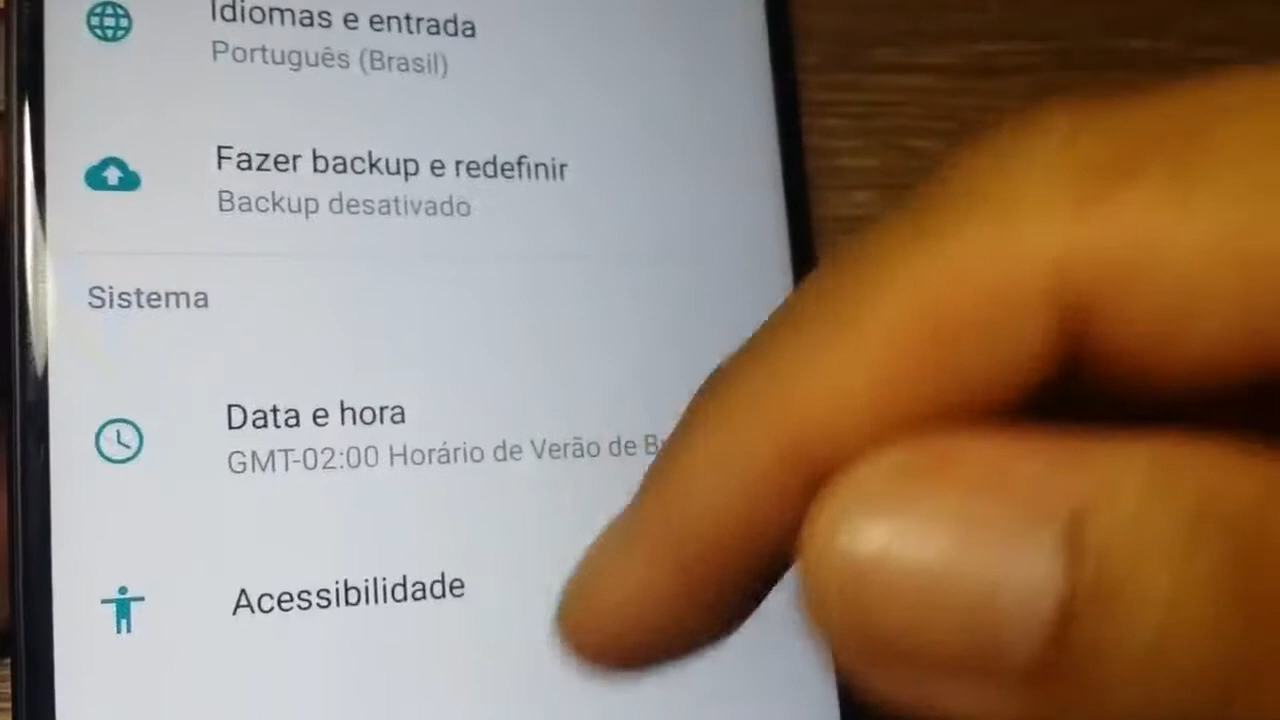 Idiomas e entrada
Português (Brasil)
Fazer backup e redefinir
Backup desativado
Sistema
Data e hora
GMT-02:00 Horário de Verão de
Acessibilidade